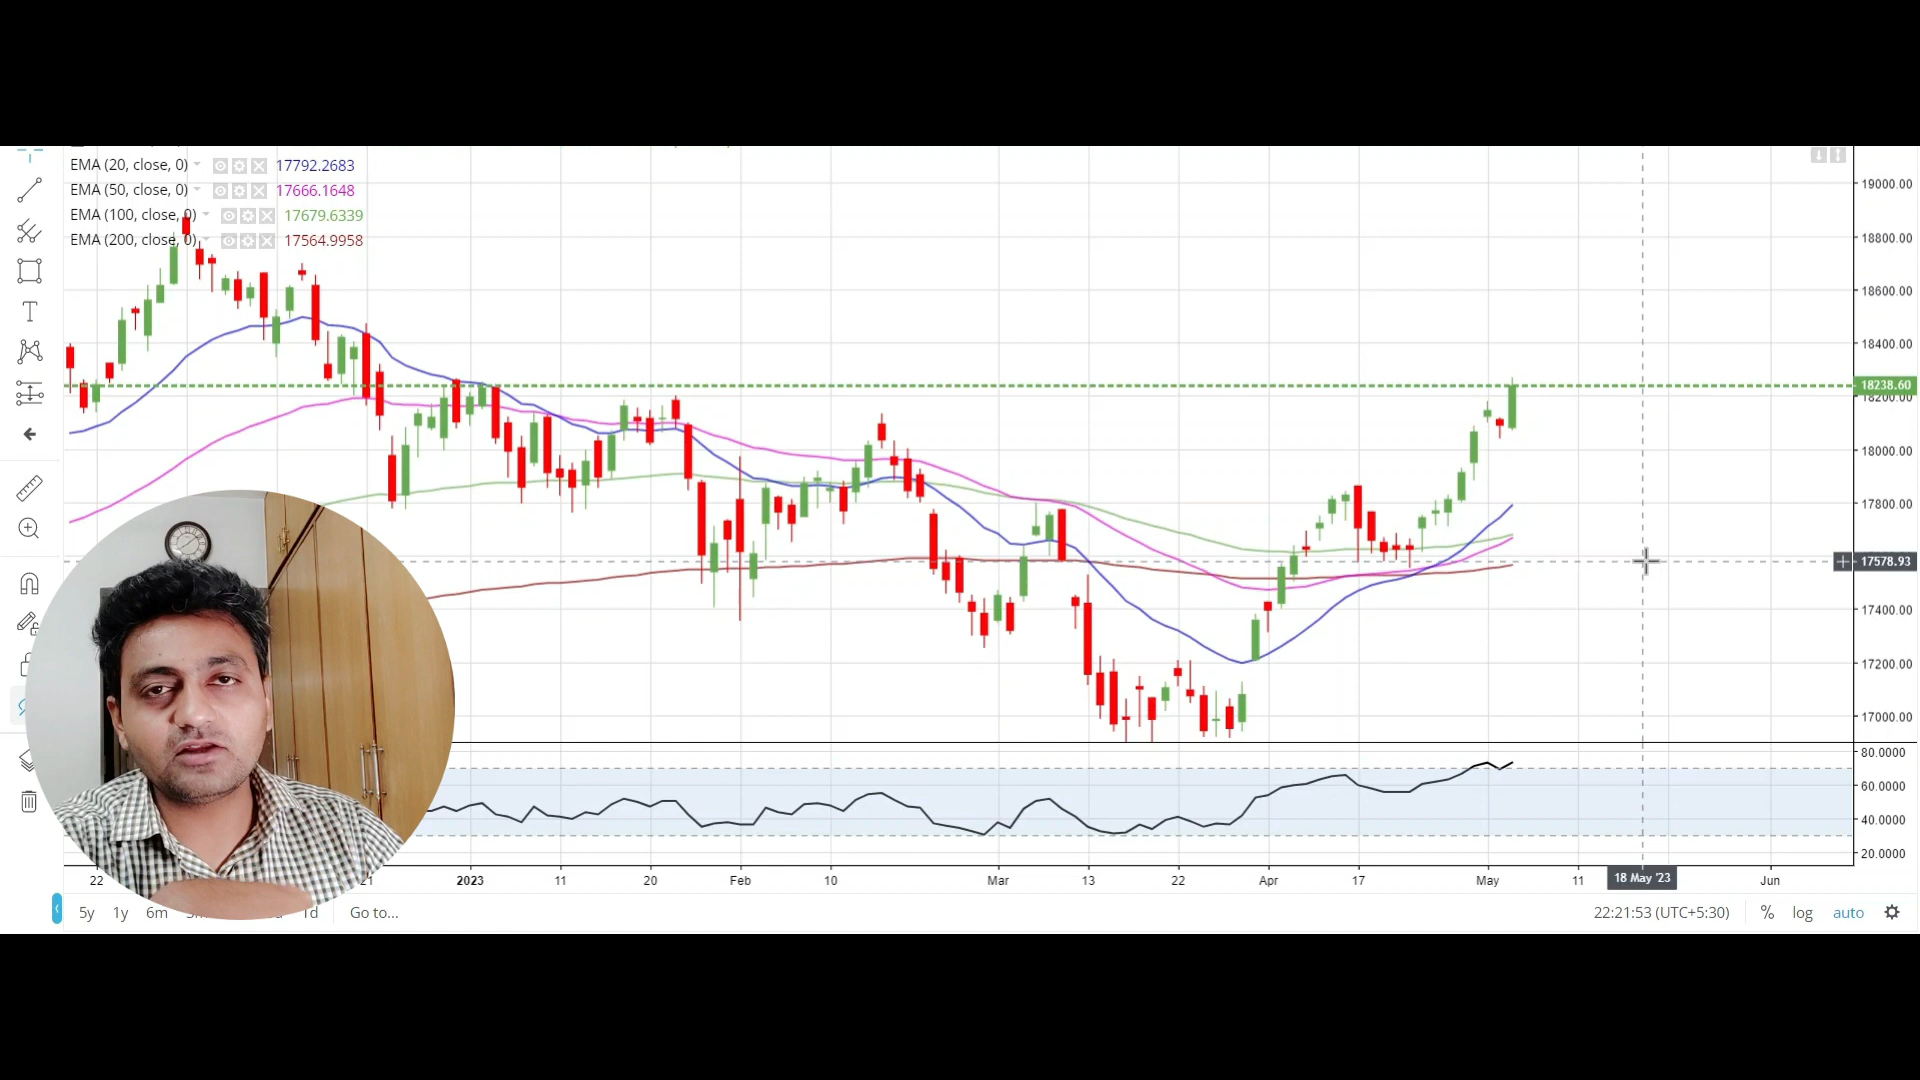 EMA (20, close, 0) 17792.2683
EMA (50, close, 0) 17666.1648
EMA (100, close, 0) 17679.6339
EMA (200, close, 0) 17564.9958
19000.00
18800.00
18600.00
18400.00
18238.60
18200.00
18000.00
17800.00
17578.93
17400.00
17200.00
17000.00
80.0000
60.0000
40.0000
20.0000
22 21 2023 11 20 Feb 10 Mar 13 22 Apr 17 May 11 18 May '23 Jun
5y 1y 6m 1d Go to... 22:21:53 (UTC+5:30) % log auto